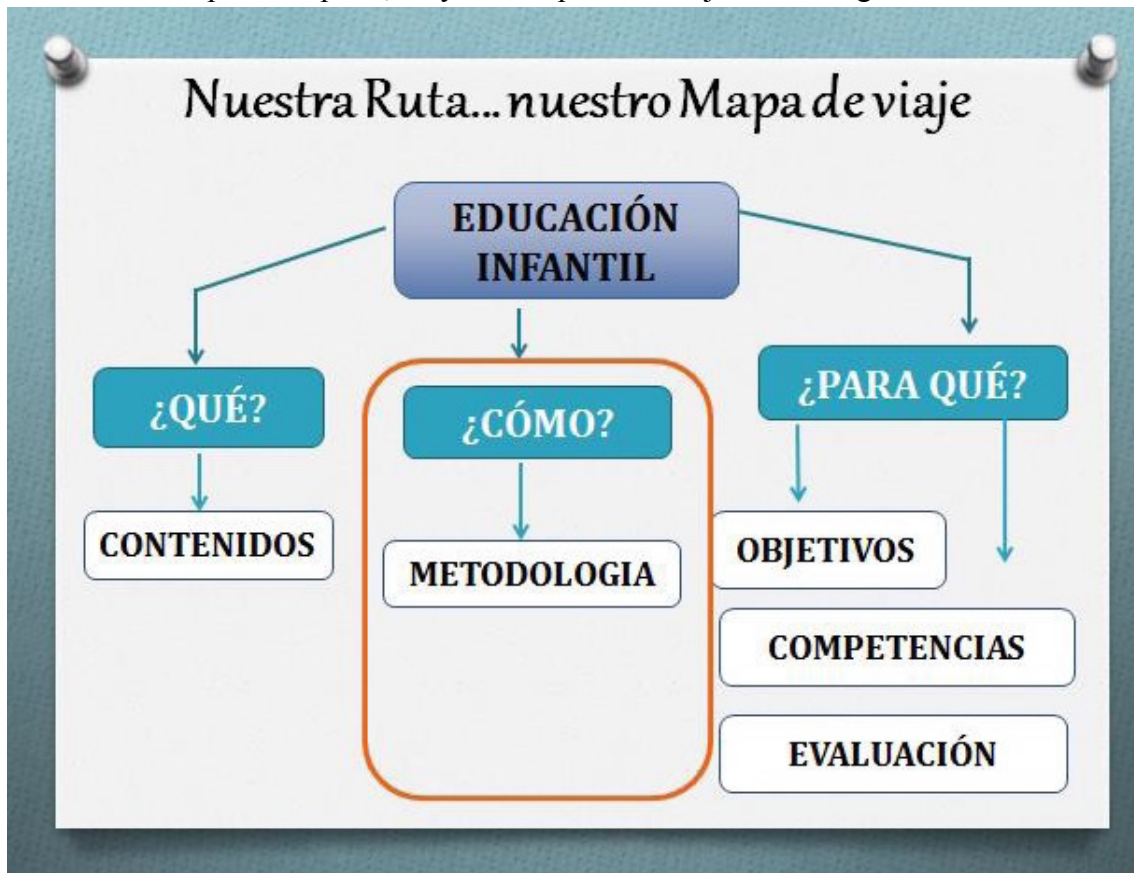 Nuestra Ruta... nuestro Mapa de viaje
EDUCACIÓN
INFANTIL
¿QUÉ?
¿CÓMO?
¿PARA QUÉ?
CONTENIDOS
METODOLOGIA
OBJETIVOS
COMPETENCIAS
EVALUACIÓN